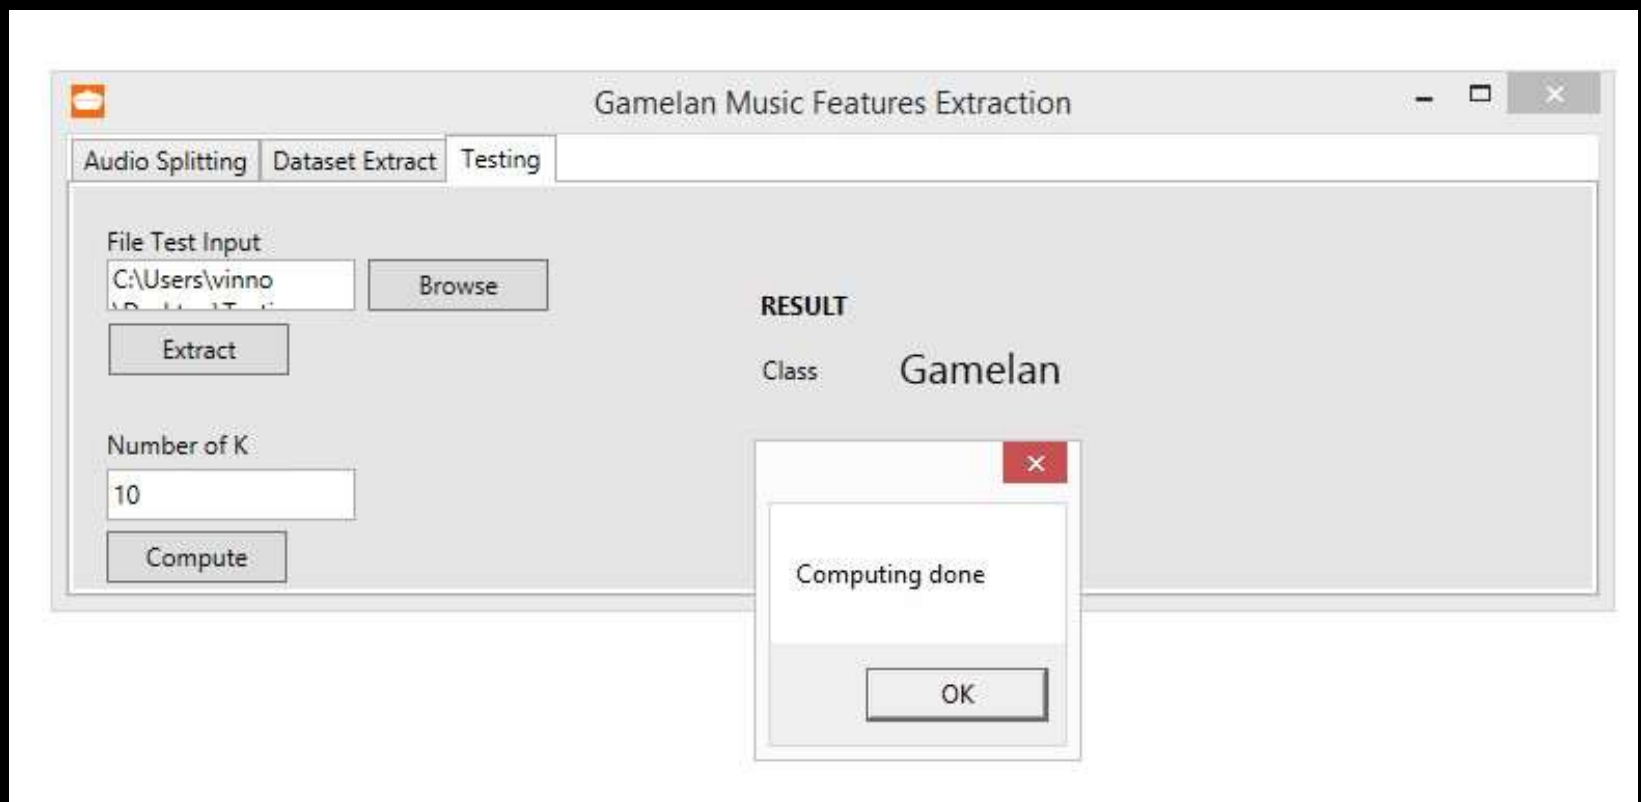 Gamelan Music Features Extraction
Audio Splitting Dataset Extract Testing
File Test Input
C:\Users\vinno
Browse
Extract
Number of K
10
Compute
RESULT
Class Gamelan
Computing done
OK